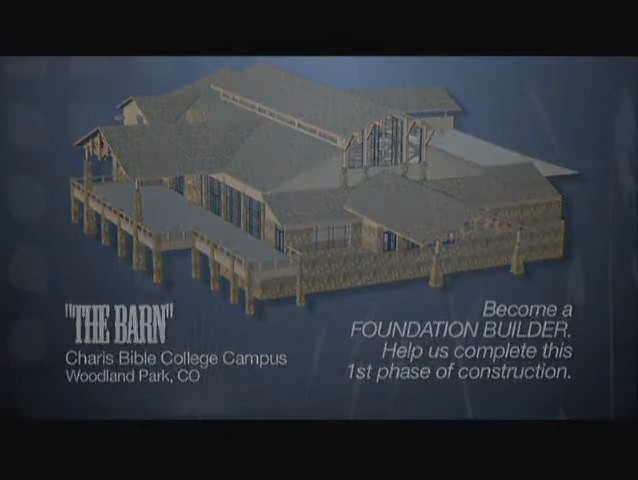 "THE BARN"
Charis Bible College Campus
Woodland Park, CO
Become a
FOUNDATION BUILDER.
Help us complete this
1st phase of construction.